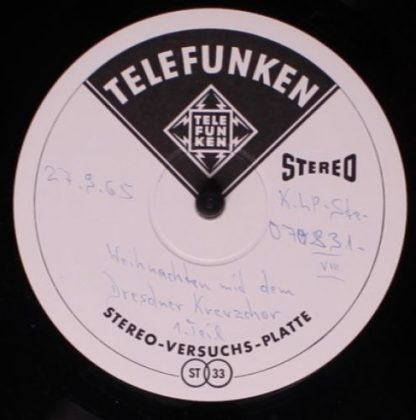 TELEFUNKEN
TELE
FUN
KEN
STEREO
27.9.65
K.LP-Ste-
070831-
VIII
Weihnachten mit dem
Dresdner Kreuzchor
1. Teil
STEREO-VERSUCHS-PLATTE
ST 33